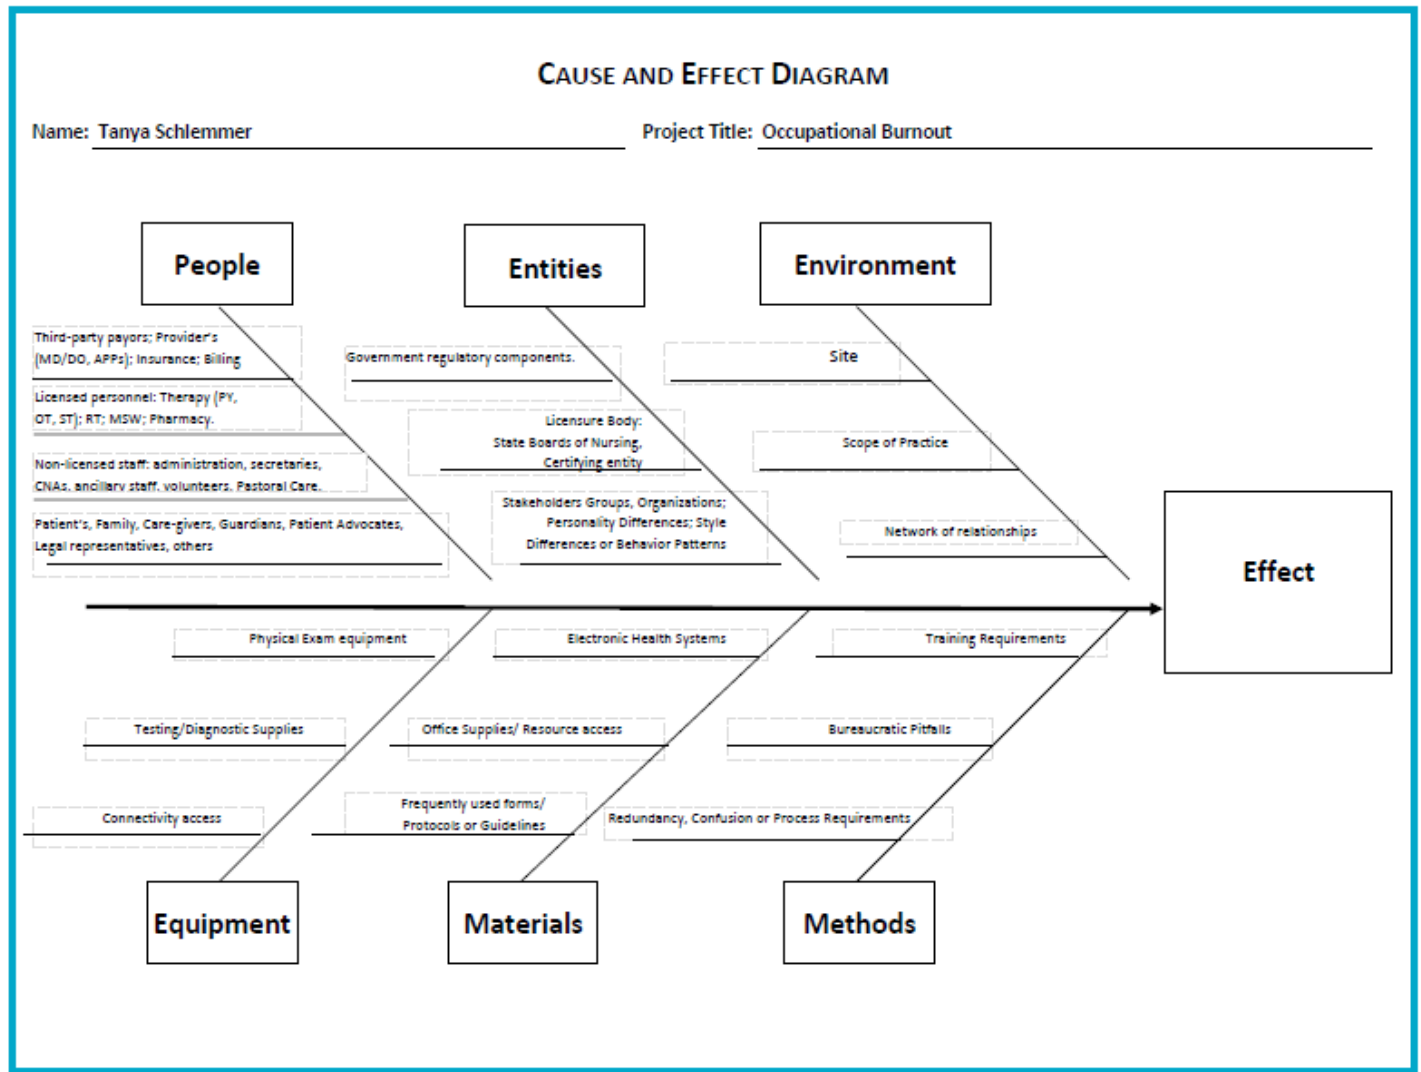 CAUSE AND EFFECT DIAGRAM
Name: Tanya Schlemmer
Project Title: Occupational Burnout
People
Entities
Environment
Third-party payors; Provider's
(MD/DO, APPs); Insurance; Billing
Licensed personnel: Therapy (PY,
OT, ST); RT; MSW; Pharmacy.
Non-licensed staff: administration, secretaries,
CNAs, ancillary staff, volunteers, Pastoral Care.
Patient's, Family, Care-givers, Guardians, Patient Advocates,
Legal representatives, others
Government regulatory components.
Licensure Body:
State Boards of Nursing,
Certifying entity
Stakeholders Groups, Organizations;
Personality Differences; Style
Differences or Behavior Patterns
Site
Scope of Practice
Network of relationships
Effect
Physical Exam equipment
Testing/Diagnostic Supplies
Connectivity access
Electronic Health Systems
Office Supplies/ Resource access
Frequently used forms/
Protocols or Guidelines
Training Requirements
Bureaucratic Pitfalls
Redundancy, Confusion or Process Requirements
Equipment
Materials
Methods